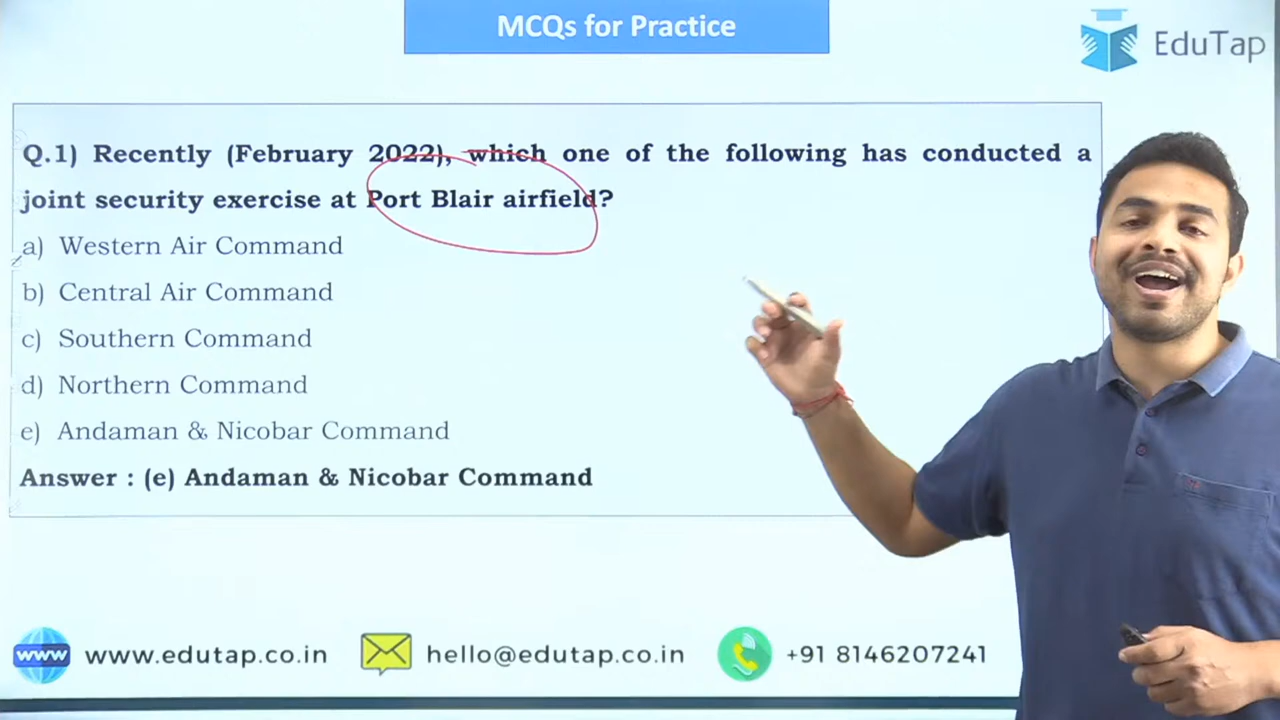 MCQs for Practice
EduTap
Q.1) Recently (February 2022), which one of the following has conducted a
joint security exercise at Port Blair airfield?
a) Western Air Command
b) Central Air Command
c) Southern Command
d) Northern Command
e) Andaman & Nicobar Command
Answer : (e) Andaman & Nicobar Command
www
www.edutap.co.in
hello@edutap.co.in
+91 8146207241